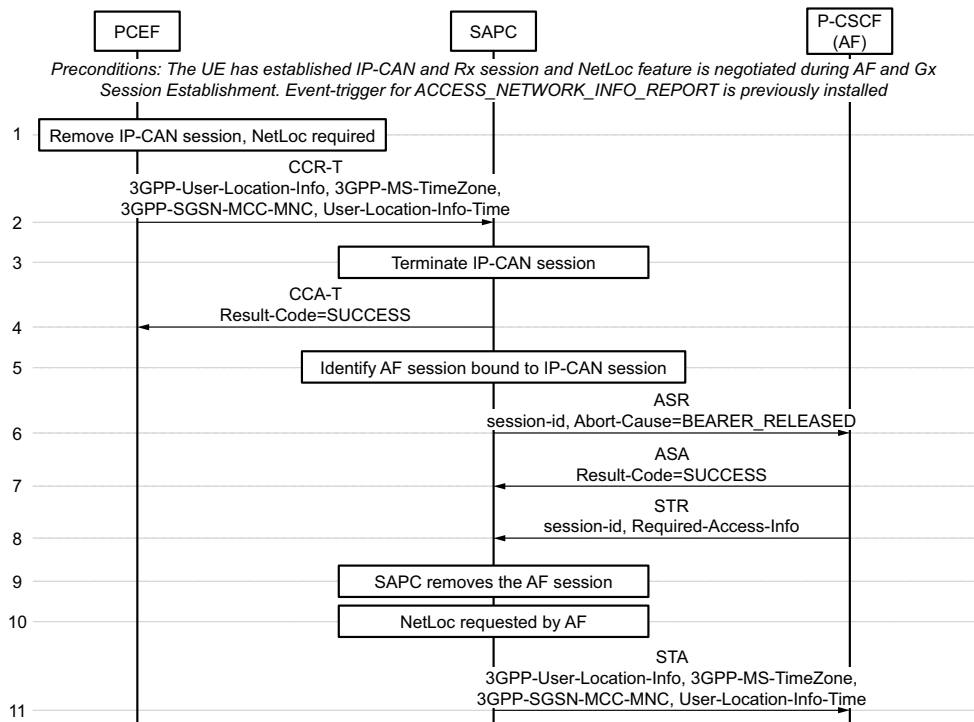 PCEF
SAPC
P-CSCF
(AF)
Preconditions: The UE has established IP-CAN and Rx session and NetLoc feature is negotiated during AF and Gx
Session Establishment. Event-trigger for ACCESS_NETWORK_INFO_REPORT is previously installed
1
Remove IP-CAN session, NetLoc required
CCR-T
3GPP-User-Location-Info, 3GPP-MS-TimeZone,
3GPP-SGSN-MCC-MNC, User-Location-Info-Time
2
3
Terminate IP-CAN session
CCA-T
Result-Code=SUCCESS
4
5
Identify AF session bound to IP-CAN session
ASR
session-id, Abort-Cause=BEARER_RELEASED
6
ASA
Result-Code=SUCCESS
7
STR
session-id, Required-Access-Info
8
9
SAPC removes the AF session
10
NetLoc requested by AF
STA
3GPP-User-Location-Info, 3GPP-MS-TimeZone,
3GPP-SGSN-MCC-MNC, User-Location-Info-Time
11